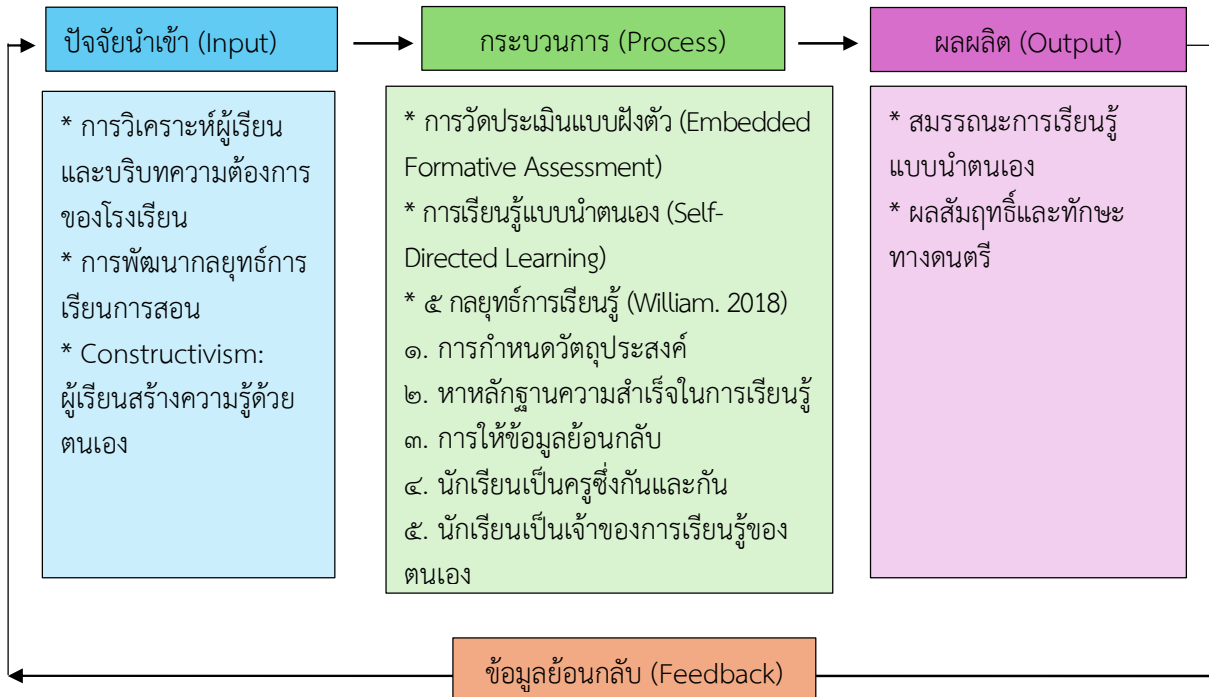 ปัจจัยนำเข้า (Input)
กระบวนการ (Process)
ผลผลิต (Output)
* การวิเคราะห์ผู้เรียน
และบริบทความต้องการ
ของโรงเรียน
* การพัฒนากลยุทธ์การ
เรียนการสอน
* Constructivism:
ผู้เรียนสร้างความรู้ด้วย
ตนเอง
* การวัดประเมินแบบฝังตัว (Embedded
Formative Assessment)
* การเรียนรู้แบบนำตนเอง (Self-
Directed Learning)
* ๕ กลยุทธ์การเรียนรู้ (William. 2018)
๑. การกำหนดวัตถุประสงค์
๒. หาหลักฐานความสำเร็จในการเรียนรู้
๓. การให้ข้อมูลย้อนกลับ
๔. นักเรียนเป็นครูซึ่งกันและกัน
๕. นักเรียนเป็นเจ้าของการเรียนรู้ของ
ตนเอง
* สมรรถนะการเรียนรู้
แบบนำตนเอง
* ผลสัมฤทธิ์และทักษะ
ทางดนตรี
ข้อมูลย้อนกลับ (Feedback)